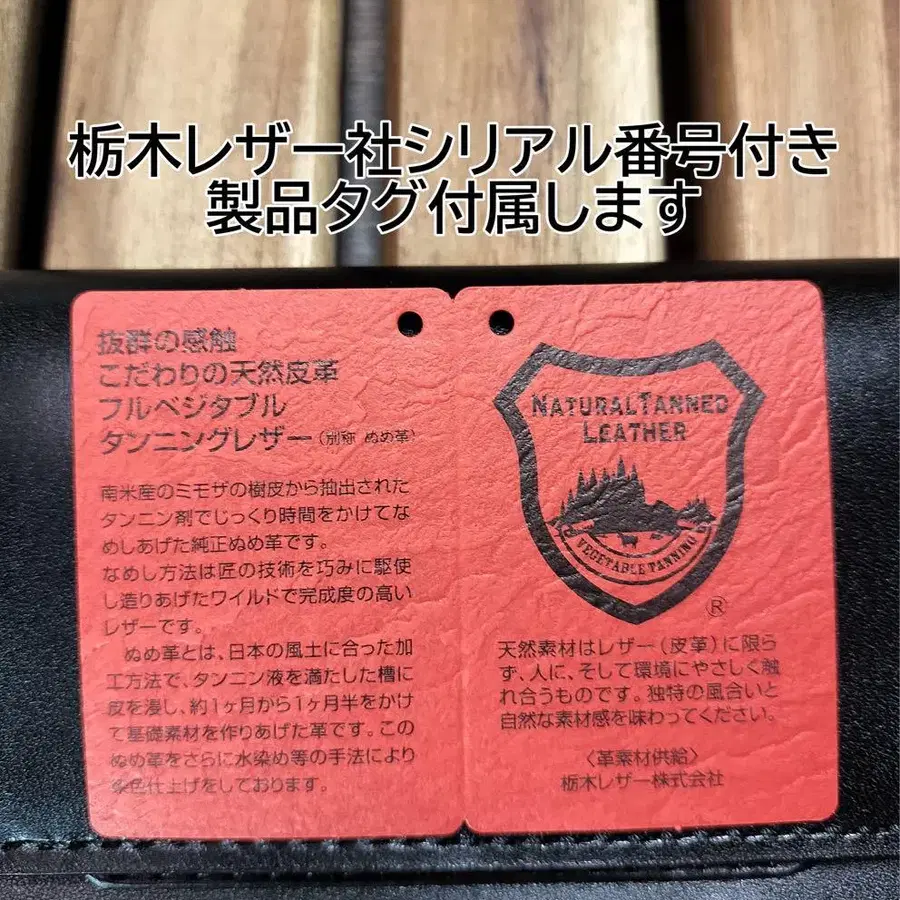 栃木レザー社シリアル番号付き
製品タグ付属します
抜群の感触
こだわりの天然皮革
フルベジタブル
タンニングレザー（別称 ぬめ革）
南米産のミモザの樹皮から抽出された
タンニン剤でじっくり時間をかけてな
めしあげた純正ぬめ革です。
なめし方法は匠の技術を巧みに駆使
し造りあげたワイルドで完成度の高い
レザーです。
ぬめ革とは、日本の風土に合った加
工方法で、タンニン液を満たした槽に
皮を浸し、約1ヶ月から1ヶ月半をかけ
て基礎素材を作りあげた革です。この
ぬめ革をさらに水染め等の手法により
染色仕上げをしております。
NATURAL TANNED
LEATHER
VEGETABLE TANNING
®
天然素材はレザー（皮革）に限ら
ず、人に、そして環境にやさしく触
れ合うものです。独特の風合いと
自然な素材感を味わってください。
〈革素材供給〉
栃木レザー株式会社